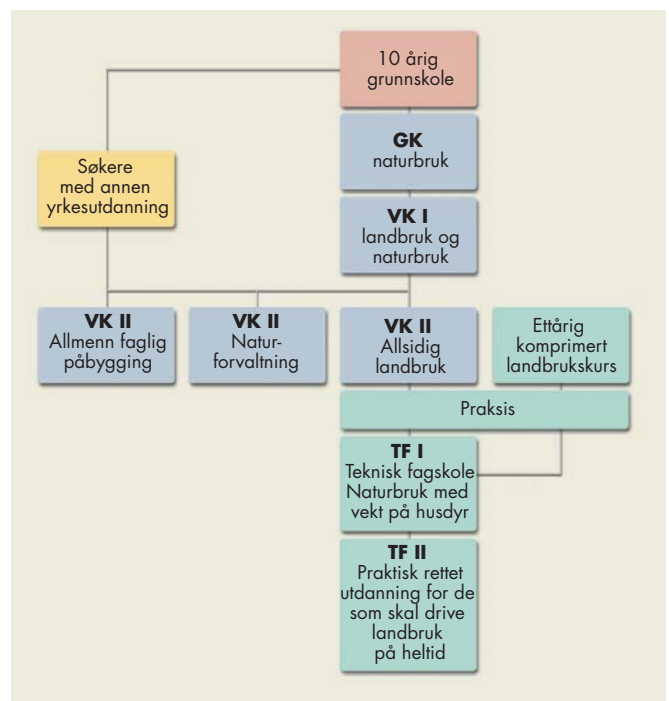 10 årig
grunnskole
GK
naturbruk
Søkere
med annen
yrkesutdanning
VK I
landbruk og
naturbruk
VK II
Allmenn faglig
påbygging
VK II
Natur-
forvaltning
VK II
Allsidig
landbruk
Ettårig
komprimert
landbrukskurs
Praksis
TF I
Teknisk fagskole
Naturbruk med
vekt på husdyr
TF II
Praktisk rettet
utdanning for de
som skal drive
landbruk
på heltid